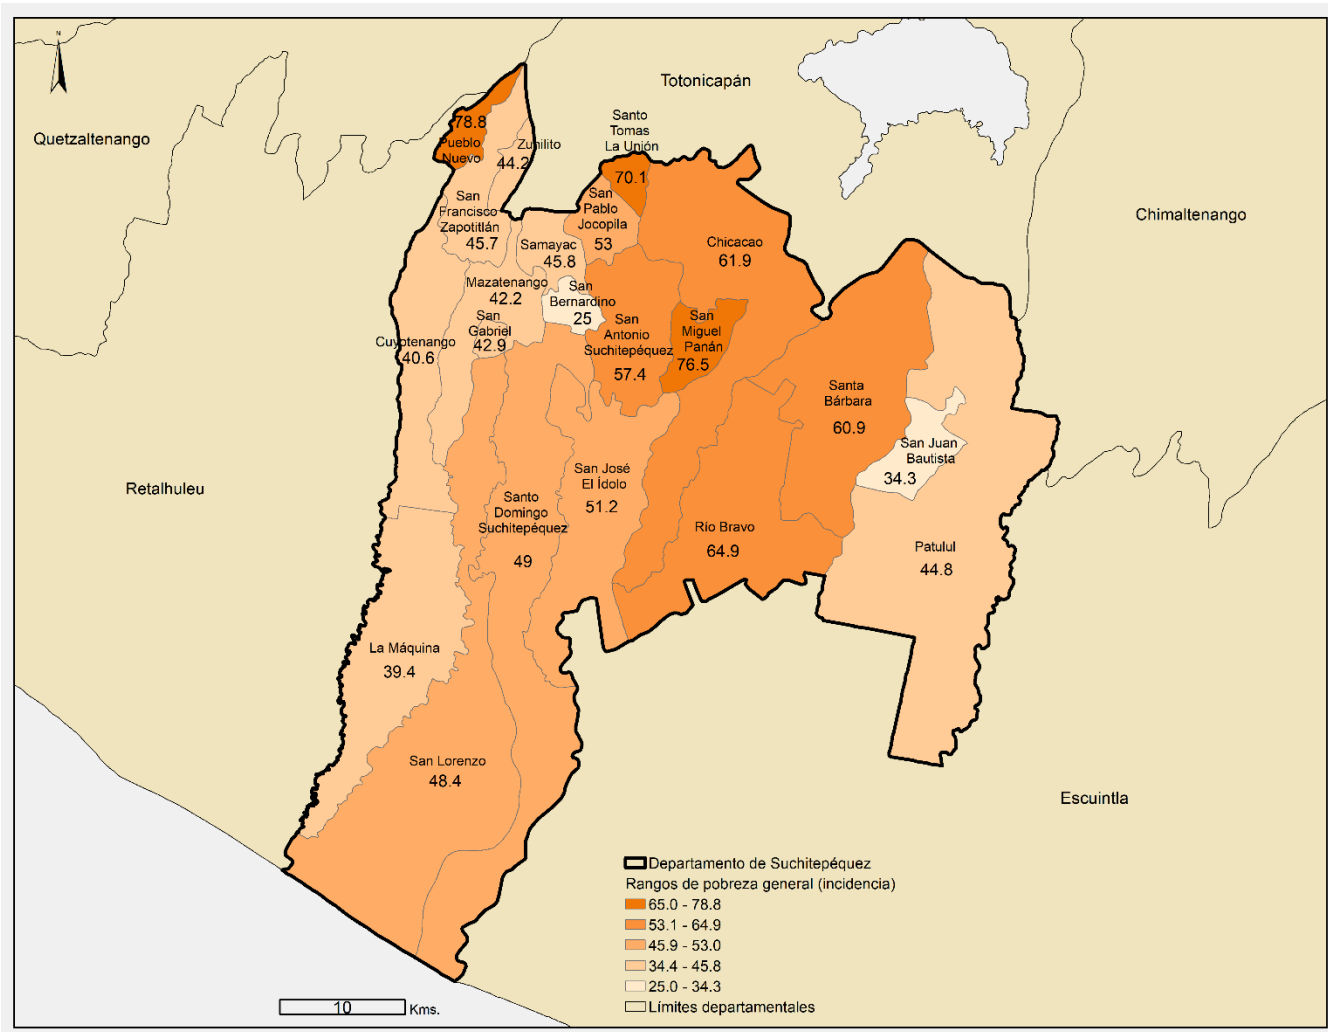 N
Totonicapán
Quetzaltenango
Santo
Tomas
La Unión
70.1
78.8
Pueblo
Nuevo
Zunilito
44.2
San
Francisco
Zapotitlán
45.7
San
Pablo
Jocopila
53
Samayac
45.8
Chicacao
61.9
Chimaltenango
Mazatenango
42.2
San
Bernardino
25
San
Gabriel
42.9
Cuyotenango
40.6
San
Antonio
Suchitepéquez
57.4
San
Miguel
Panán
76.5
Santa
Bárbara
60.9
San Juan
Bautista
34.3
Retalhuleu
San José
El Ídolo
51.2
Santo
Domingo
Suchitepéquez
49
Río Bravo
64.9
Patulul
44.8
La Máquina
39.4
San Lorenzo
48.4
Escuintla
Departamento de Suchitepéquez
Rangos de pobreza general (incidencia)
65.0 - 78.8
53.1 - 64.9
45.9 - 53.0
34.4 - 45.8
25.0 - 34.3
Límites departamentales
10 Kms.